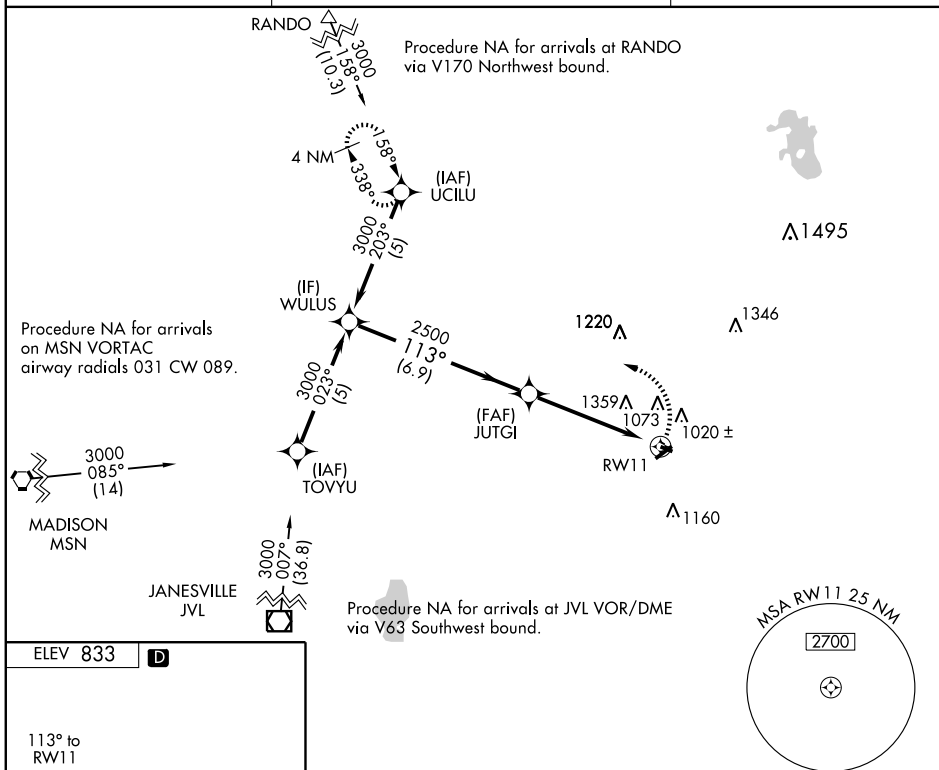 RANDO
3000
158°
(10.3)
Procedure NA for arrivals at RANDO
via V170 Northwest bound.
4 NM
158°
338°
(IAF)
UCILU
3000
203°
(5)
1495
(IF)
WULUS
Procedure NA for arrivals
on MSN VORTAC
airway radials 031 CW 089.
2500
113°
(6.9)
1220
1346
3000
023°
(5)
(FAF)
JUTGI
1359
1073
1020 ±
RW11
3000
085°
(14)
(IAF)
TOVYU
MADISON
MSN
1160
3000
007°
(36.8)
JANESVILLE
JVL
Procedure NA for arrivals at JVL VOR/DME
via V63 Southwest bound.
MSA RW11 25 NM
2700
ELEV 833 D
113° to
RW11